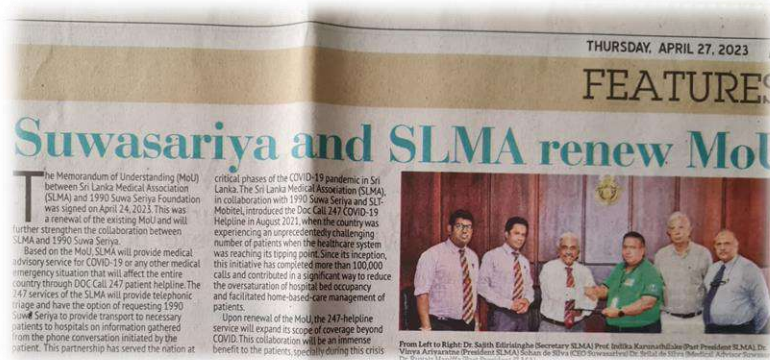 THURSDAY, APRIL 27, 2023
FEATURES
Suwasariya and SLMA renew MoU
The Memorandum of Understanding (MoU)
between Sri Lanka Medical Association
(SLMA) and 1990 Suwa Seriya Foundation
was signed on April 24, 2023. This was
a renewal of the existing MoU and will
further strengthen the collaboration between
SLMA and 1990 Suwa Seriya.
Based on the MoU, SLMA will provide medical
advisory service for COVID-19 or any other medical
emergency situation that will affect the entire
country through DOC Call 247 patient helpline. The
247 services of the SLMA will provide telephonic
triage and have the option of requesting 1990
Suwa Seriya to provide transport to necessary
patients to hospitals on information gathered
from the phone conversation initiated by the
patient. This partnership has served the nation at
critical phases of the COVID-19 pandemic in Sri
Lanka. The Sri Lanka Medical Association (SLMA),
in collaboration with 1990 Suwa Seriya and SLT-
Mobitel, introduced the Doc Call 247 COVID-19
Helpline in August 2021, when the country was
experiencing an unprecedentedly challenging
number of patients when the healthcare system
was reaching its tipping point. Since its inception,
this initiative has completed more than 100,000
calls and contributed in a significant way to reduce
the oversaturation of hospital bed occupancy
and facilitated home-based-care management of
patients.
Upon renewal of the MoU, the 247-helpline
service will expand its scope of coverage beyond
COVID. This collaboration will be an immense
benefit to the patients, specially during this crisis
From Left to Right: Dr. Sajith Edirisinghe (Secretary SLMA) Prof. Indika Karunathilake (Past President SLMA) Dr.
Vinya Ariyaratne (President SLMA) Sohan de Silva (CEO Suwasariya) Dr. Srilal de Silva (Medical Advisor Suwas